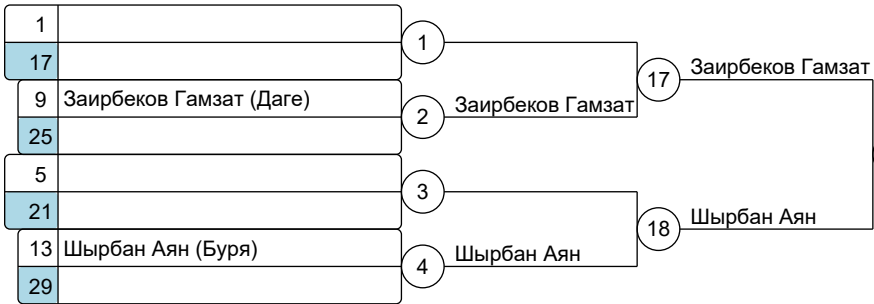 1
17
1
9 Заирбеков Гамзат (Даге)
25
2 Заирбеков Гамзат
17 Заирбеков Гамзат
5
21
3
13 Шырбан Аян (Буря)
29
4 Шырбан Аян
18 Шырбан Аян